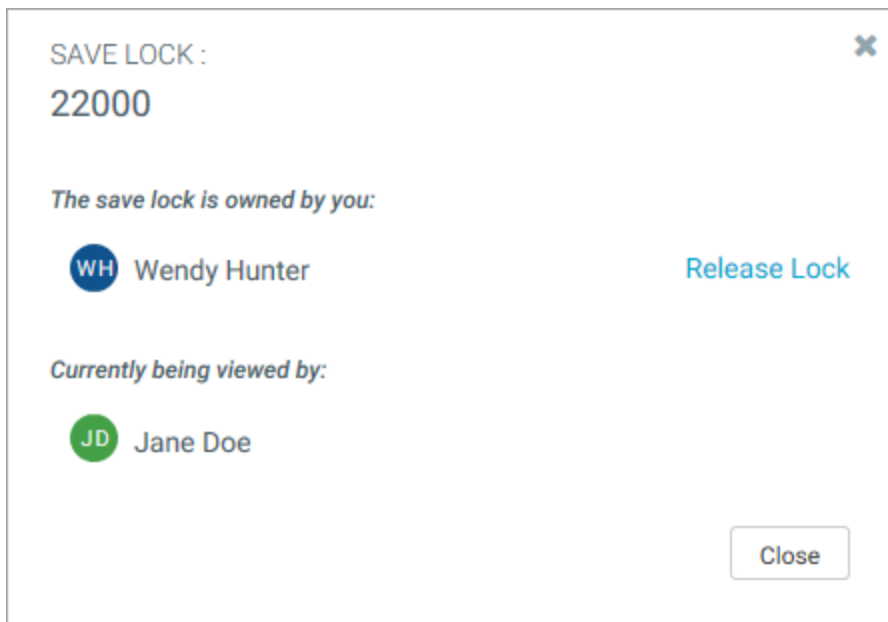 SAVE LOCK :
22000
The save lock is owned by you:
WH Wendy Hunter Release Lock
Currently being viewed by:
JD Jane Doe
Close